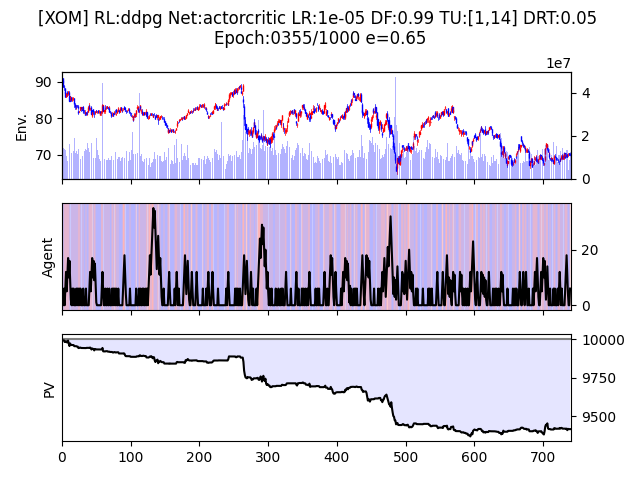 [XOM] RL:ddpg Net:actorcritic LR:1e-05 DF:0.99 TU:[1,14] DRT:0.05
Epoch:0355/1000 e=0.65
1e7
90
80
70
Env.
4
2
0
Agent
20
0
PV
10000
9750
9500
0 100 200 300 400 500 600 700